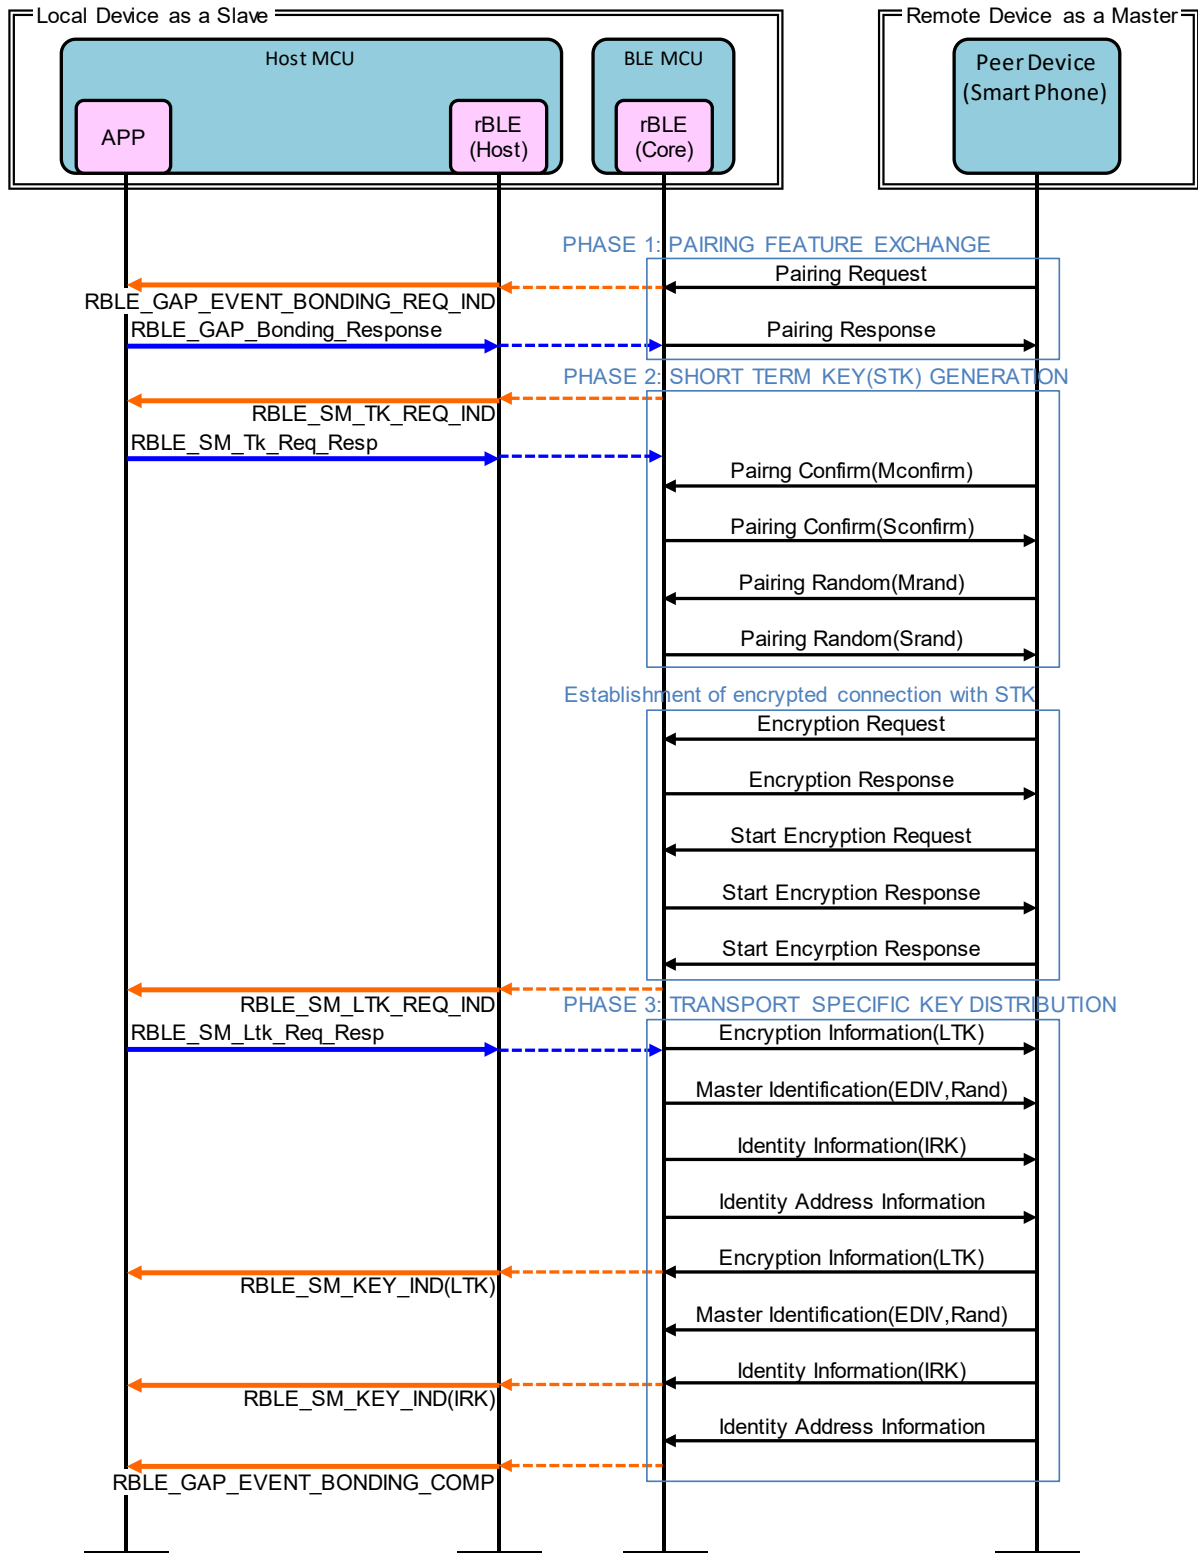 Local Device as a Slave
Remote Device as a Master
Host MCU
BLE MCU
Peer Device
(Smart Phone)
APP
rBLE
(Host)
rBLE
(Core)
PHASE 1: PAIRING FEATURE EXCHANGE
Pairing Request
RBLE_GAP_EVENT_BONDING_REQ_IND
RBLE_GAP_Bonding_Response
Pairing Response
PHASE 2: SHORT TERM KEY(STK) GENERATION
RBLE_SM_TK_REQ_IND
RBLE_SM_Tk_Req_Resp
Pairng Confirm(Mconfirm)
Pairing Confirm(Sconfirm)
Pairing Random(Mrand)
Pairing Random(Srand)
Establishment of encrypted connection with STK
Encryption Request
Encryption Response
Start Encryption Request
Start Encryption Response
Start Encyrption Response
RBLE_SM_LTK_REQ_IND
PHASE 3: TRANSPORT SPECIFIC KEY DISTRIBUTION
RBLE_SM_Ltk_Req_Resp
Encryption Information(LTK)
Master Identification(EDIV,Rand)
Identity Information(IRK)
Identity Address Information
Encryption Information(LTK)
RBLE_SM_KEY_IND(LTK)
Master Identification(EDIV,Rand)
Identity Information(IRK)
RBLE_SM_KEY_IND(IRK)
Identity Address Information
RBLE_GAP_EVENT_BONDING_COMP